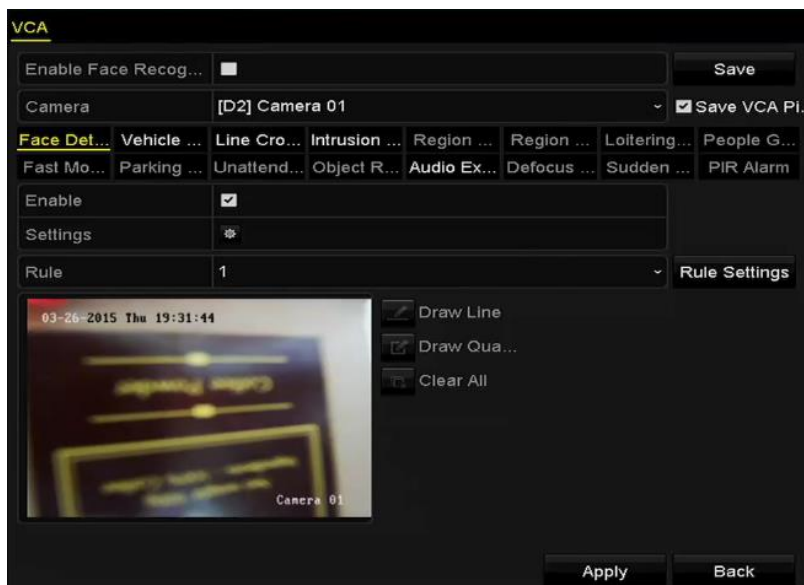 VCA
Enable Face Recog...
Save
Camera [D2] Camera 01
Save VCA Pi.
Face Det... Vehicle ... Line Cro... Intrusion ... Region ... Region ... Loitering... People G...
Fast Mo... Parking ... Unattend... Object R... Audio Ex... Defocus ... Sudden ... PIR Alarm
Enable
Settings
Rule 1 Rule Settings
03-26-2015 Thu 19:31:44
Draw Line
Draw Qua...
Clear All
Camera 01
Apply Back